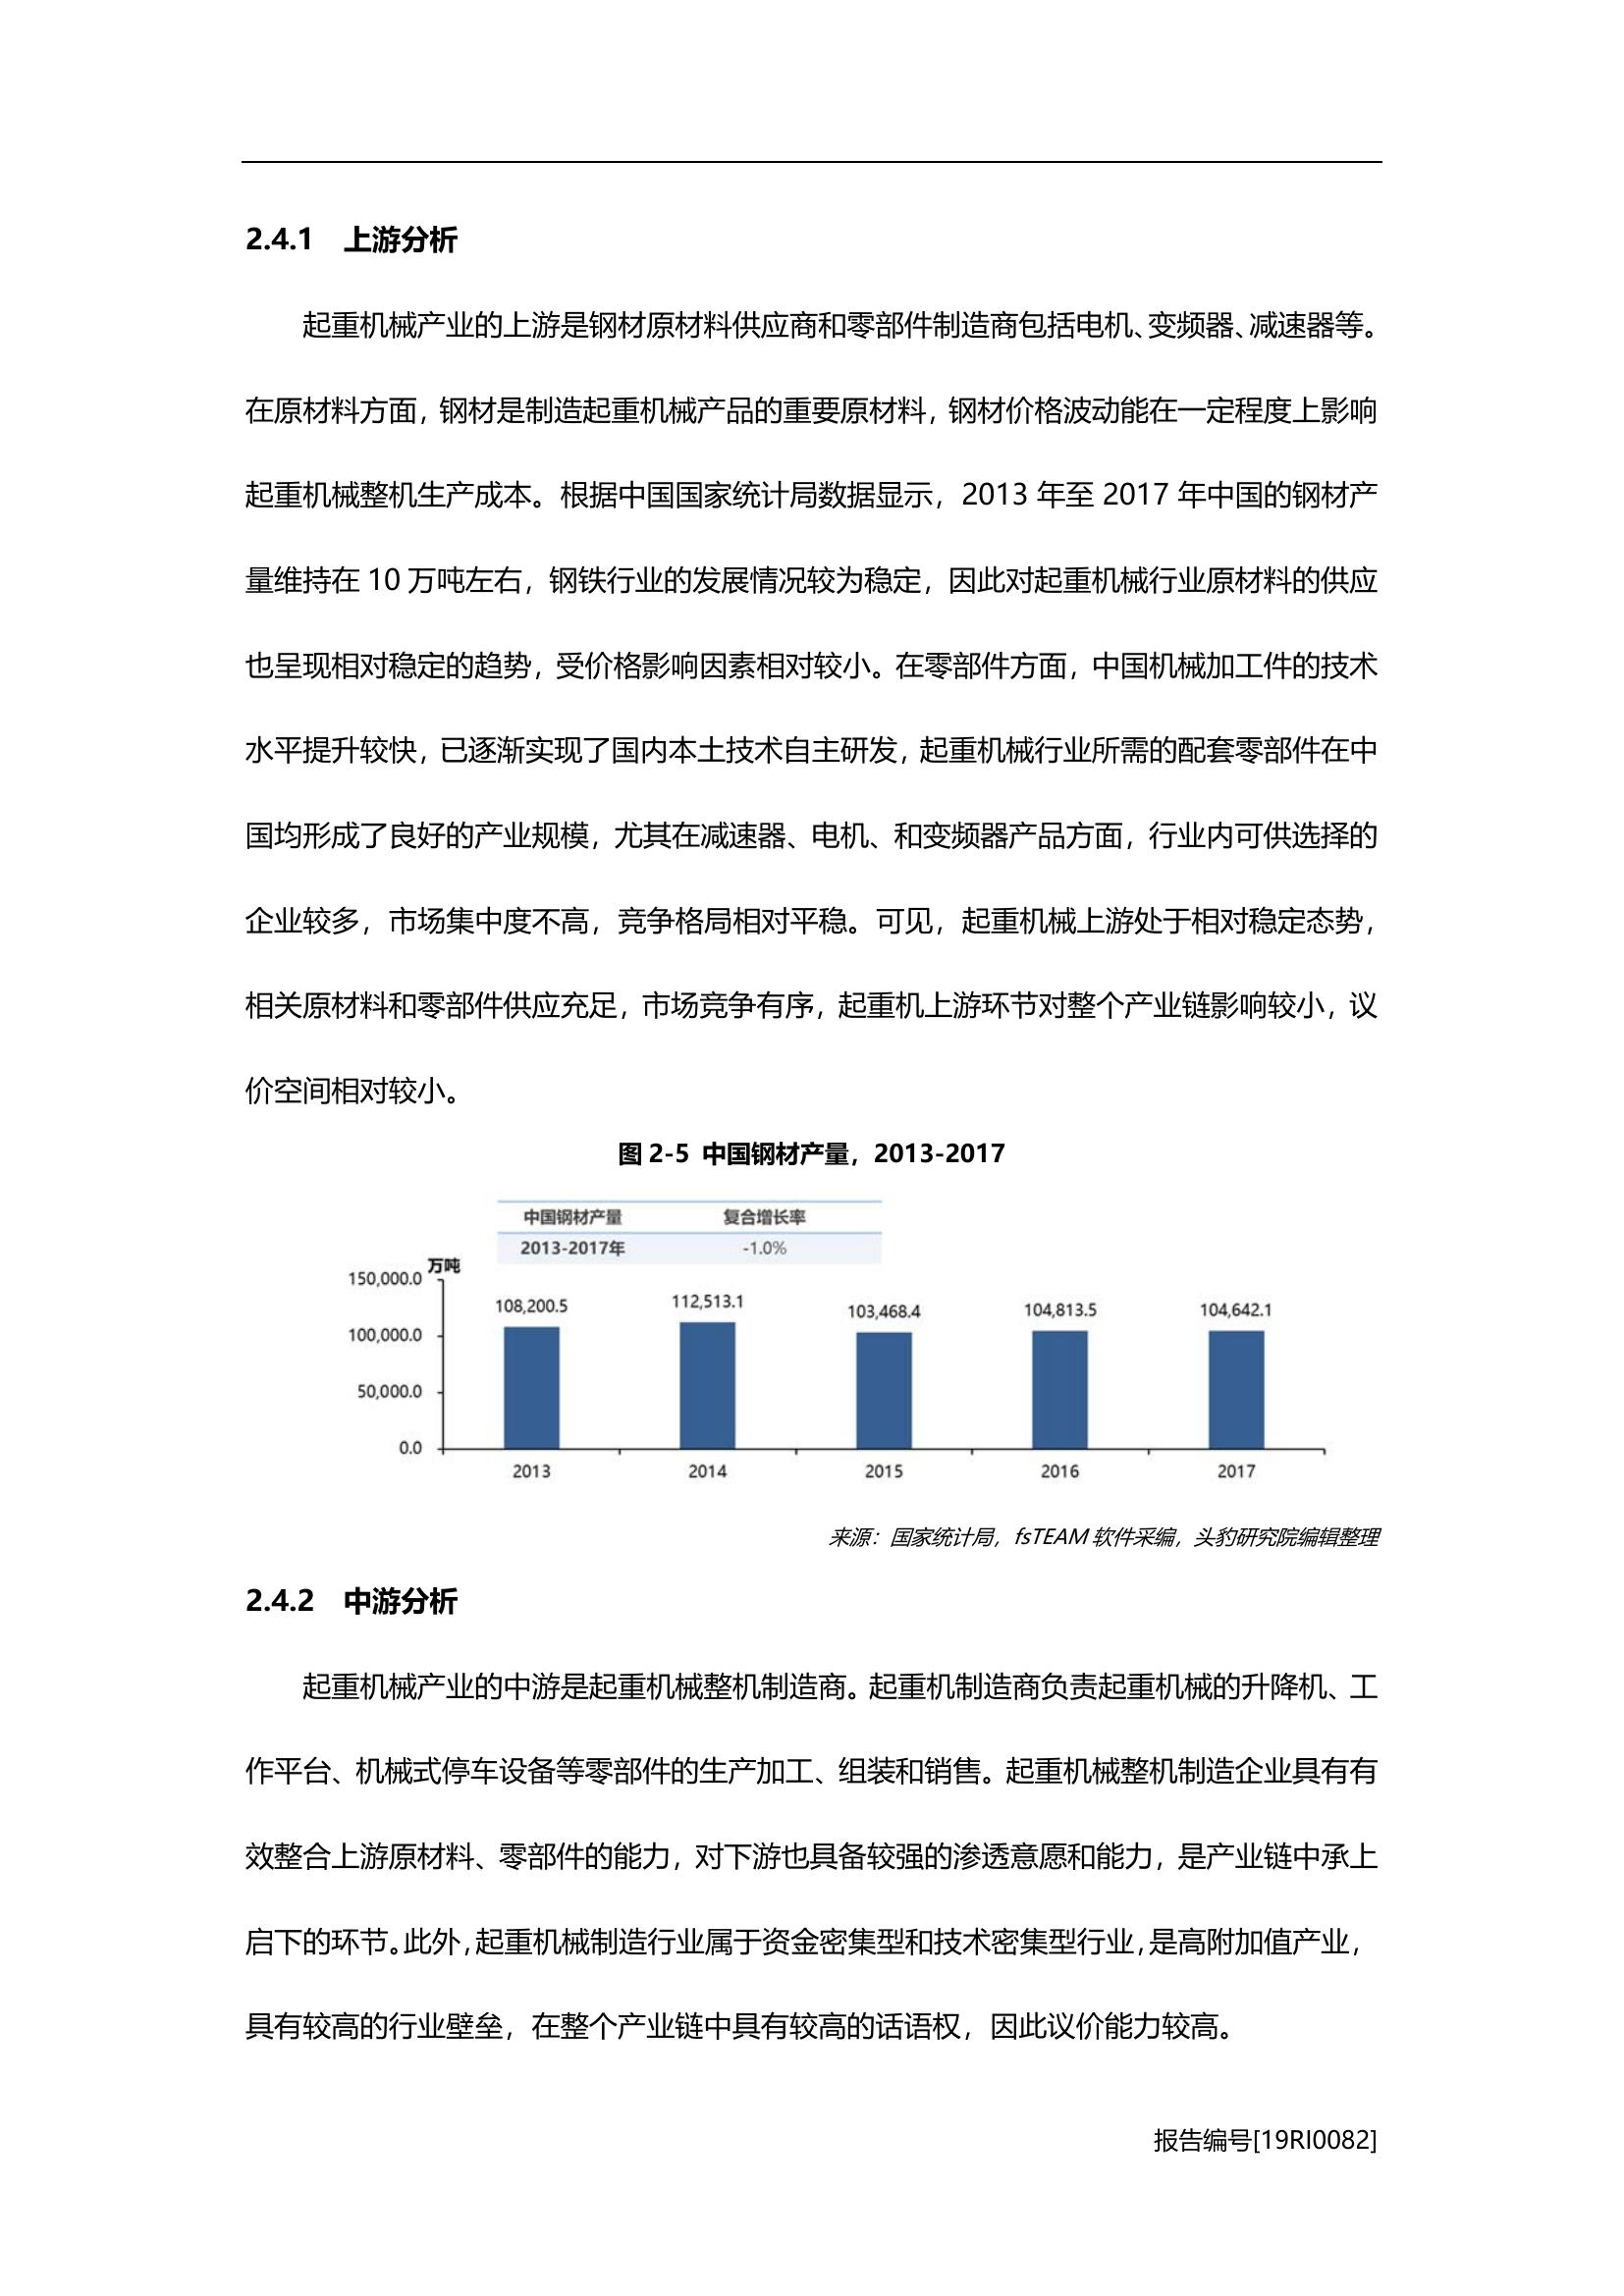 2.4.1 上游分析
起重机械产业的上游是钢材原材料供应商和零部件制造商包括电机、变频器、减速器等。
在原材料方面，钢材是制造起重机械产品的重要原材料，钢材价格波动能在一定程度上影响
起重机械整机生产成本。根据中国国家统计局数据显示，2013 年至 2017 年中国的钢材产
量维持在 10 万吨左右，钢铁行业的发展情况较为稳定，因此对起重机械行业原材料的供应
也呈现相对稳定的趋势，受价格影响因素相对较小。在零部件方面，中国机械加工件的技术
水平提升较快，已逐渐实现了国内本土技术自主研发，起重机械行业所需的配套零部件在中
国均形成了良好的产业规模，尤其在减速器、电机、和变频器产品方面，行业内可供选择的
企业较多，市场集中度不高，竞争格局相对平稳。可见，起重机械上游处于相对稳定态势，
相关原材料和零部件供应充足，市场竞争有序，起重机上游环节对整个产业链影响较小，议
价空间相对较小。
图 2-5 中国钢材产量，2013-2017
中国钢材产量 复合增长率
2013-2017年 -1.0%
万吨
150,000.0
100,000.0
50,000.0
0.0
108,200.5 112,513.1 103,468.4 104,813.5 104,642.1
2013 2014 2015 2016 2017
来源：国家统计局，fsTEAM 软件采编，头豹研究院编辑整理
2.4.2 中游分析
起重机械产业的中游是起重机械整机制造商。起重机制造商负责起重机械的升降机、工
作平台、机械式停车设备等零部件的生产加工、组装和销售。起重机械整机制造企业具有有
效整合上游原材料、零部件的能力，对下游也具备较强的渗透意愿和能力，是产业链中承上
启下的环节。此外，起重机械制造行业属于资金密集型和技术密集型行业，是高附加值产业，
具有较高的行业壁垒，在整个产业链中具有较高的话语权，因此议价能力较高。
报告编号[19RI0082]